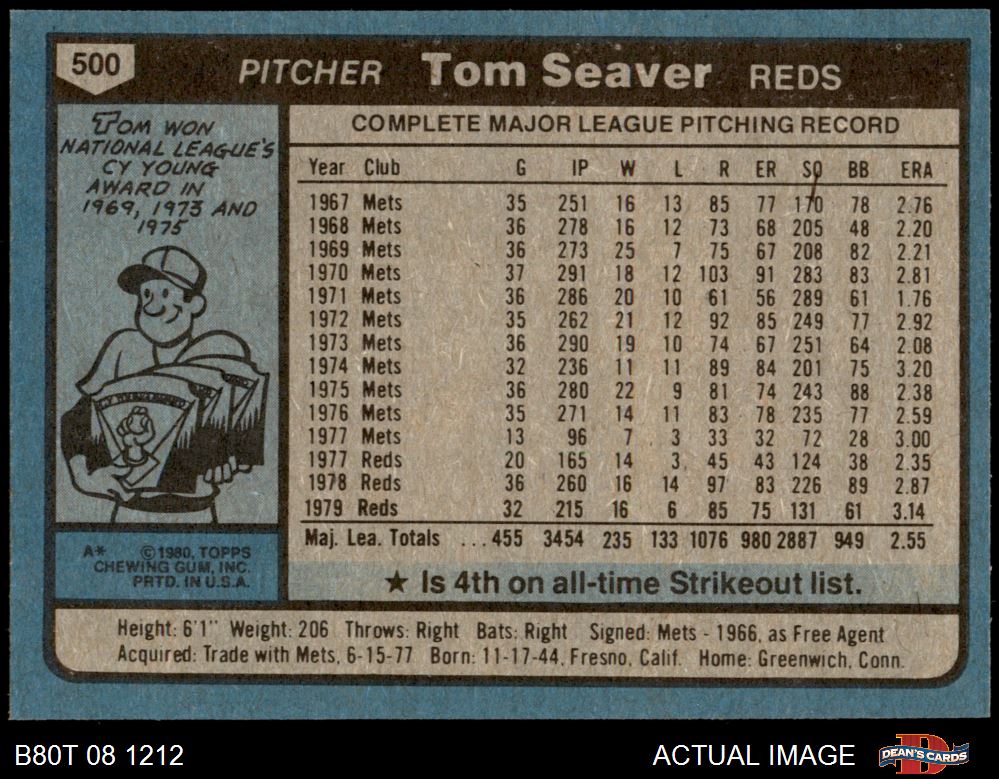 500
PITCHER Tom Seaver REDS
TOM WON
NATIONAL LEAGUE'S
CY YOUNG
AWARD IN
1969, 1973 AND
1975
COMPLETE MAJOR LEAGUE PITCHING RECORD
Year Club G IP W L R ER SO BB ERA
1967 Mets 35 251 16 13 85 77 170 78 2.76
1968 Mets 36 278 16 12 73 68 205 48 2.20
1969 Mets 36 273 25 7 75 67 208 82 2.21
1970 Mets 37 291 18 12 103 91 283 83 2.81
1971 Mets 36 286 20 10 61 56 289 61 1.76
1972 Mets 35 262 21 12 92 85 249 77 2.92
1973 Mets 36 290 19 10 74 67 251 64 2.08
1974 Mets 32 236 11 11 89 84 201 75 3.20
1975 Mets 36 280 22 9 81 74 243 88 2.38
1976 Mets 35 271 14 11 83 78 235 77 2.59
1977 Mets 13 96 7 3 33 32 72 28 3.00
1977 Reds 20 165 14 3 45 43 124 38 2.35
1978 Reds 36 260 16 14 97 83 226 89 2.87
1979 Reds 32 215 16 6 85 75 131 61 3.14
Maj. Lea. Totals ...455 3454 235 133 1076 980 2887 949 2.55
★ Is 4th on all-time Strikeout list.
A* © 1980, TOPPS
CHEWING GUM, INC.
PRTD. IN U.S.A.
Height: 6'1" Weight: 206 Throws: Right Bats: Right Signed: Mets - 1966, as Free Agent
Acquired: Trade with Mets, 6-15-77 Born: 11-17-44, Fresno, Calif. Home: Greenwich, Conn.
B80T 08 1212
ACTUAL IMAGE
DEAN'S CARDS